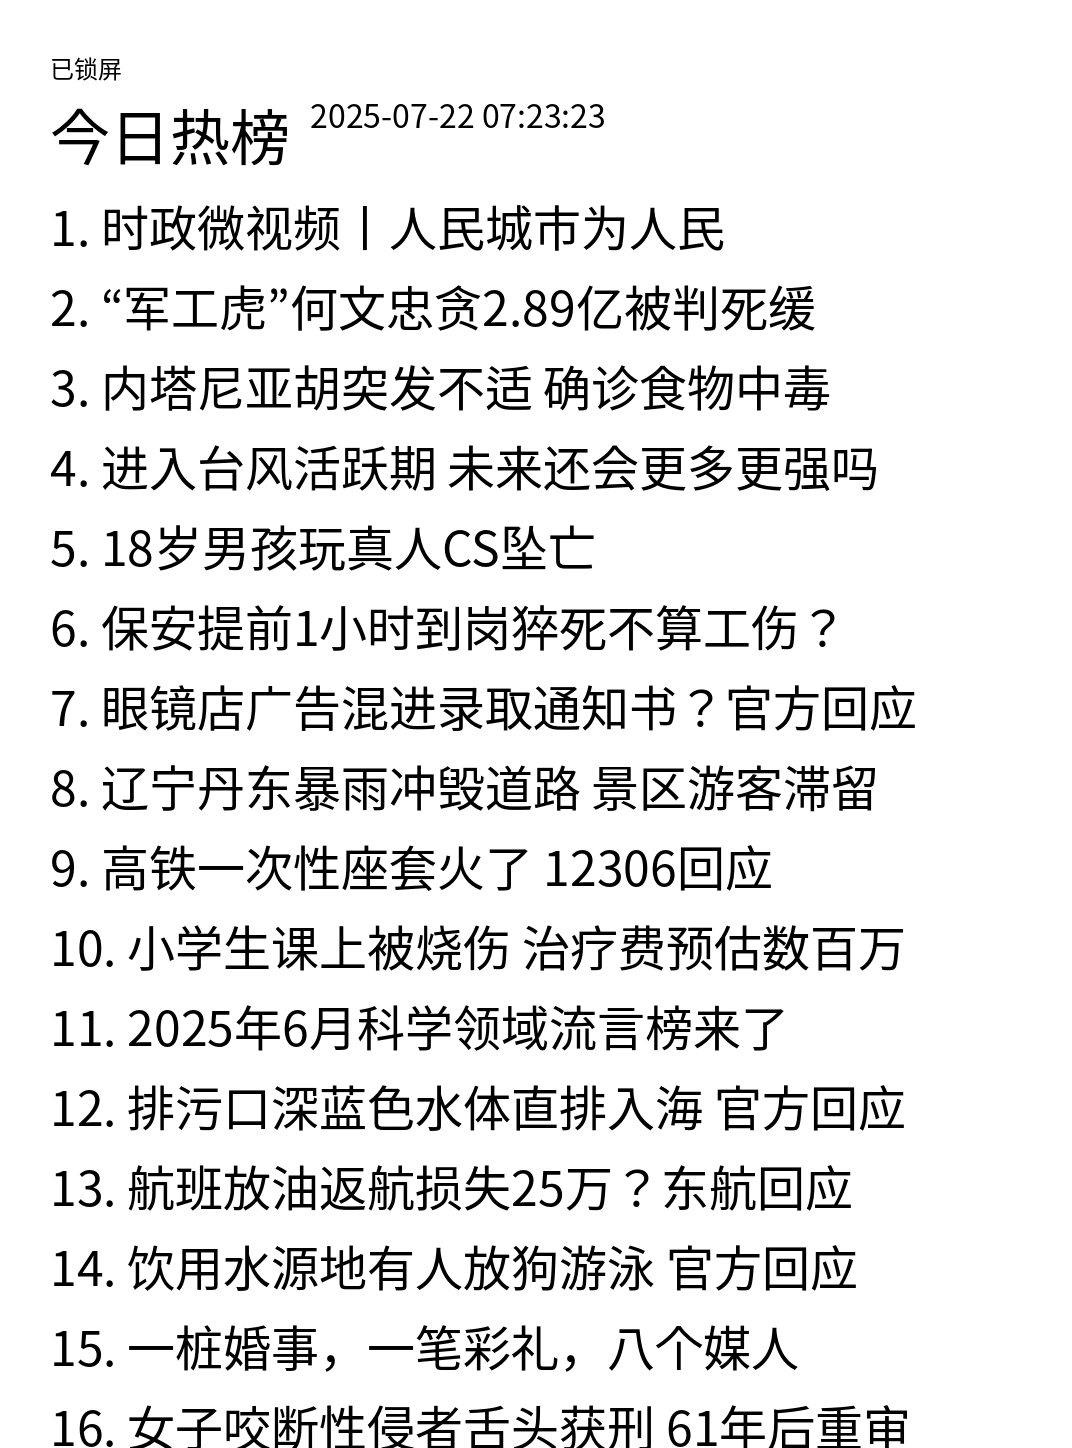 已锁屏
今日热榜 2025-07-22 07:23:23
1. 时政微视频丨人民城市为人民
2. “军工虎”何文忠贪2.89亿被判死缓
3. 内塔尼亚胡突发不适 确诊食物中毒
4. 进入台风活跃期 未来还会更多更强吗
5. 18岁男孩玩真人CS坠亡
6. 保安提前1小时到岗猝死不算工伤？
7. 眼镜店广告混进录取通知书？官方回应
8. 辽宁丹东暴雨冲毁道路 景区游客滞留
9. 高铁一次性座套火了 12306回应
10. 小学生课上被烧伤 治疗费预估数百万
11. 2025年6月科学领域流言榜来了
12. 排污口深蓝色水体直排入海 官方回应
13. 航班放油返航损失25万？东航回应
14. 饮用水源地有人放狗游泳 官方回应
15. 一桩婚事，一笔彩礼，八个媒人
16. 女子咬断性侵者舌头获刑 61年后重审